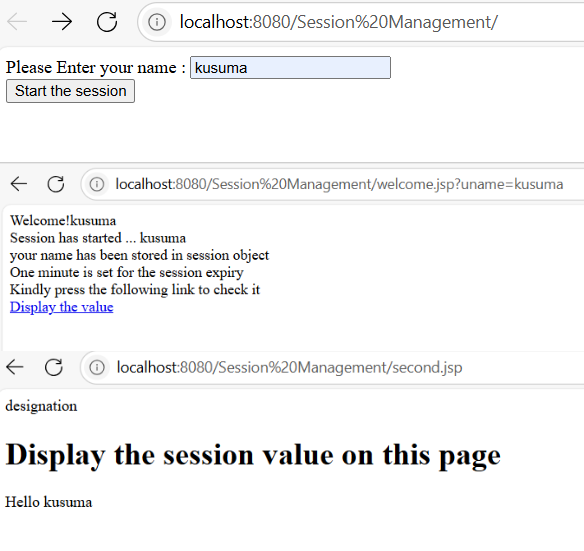 localhost:8080/Session%20Management/
Please Enter your name : kusuma
Start the session
localhost:8080/Session%20Management/welcome.jsp?uname=kusuma
Welcome!kusuma
Session has started ... kusuma
your name has been stored in session object
One minute is set for the session expiry
Kindly press the following link to check it
Display the value
localhost:8080/Session%20Management/second.jsp
designation
Display the session value on this page
Hello kusuma